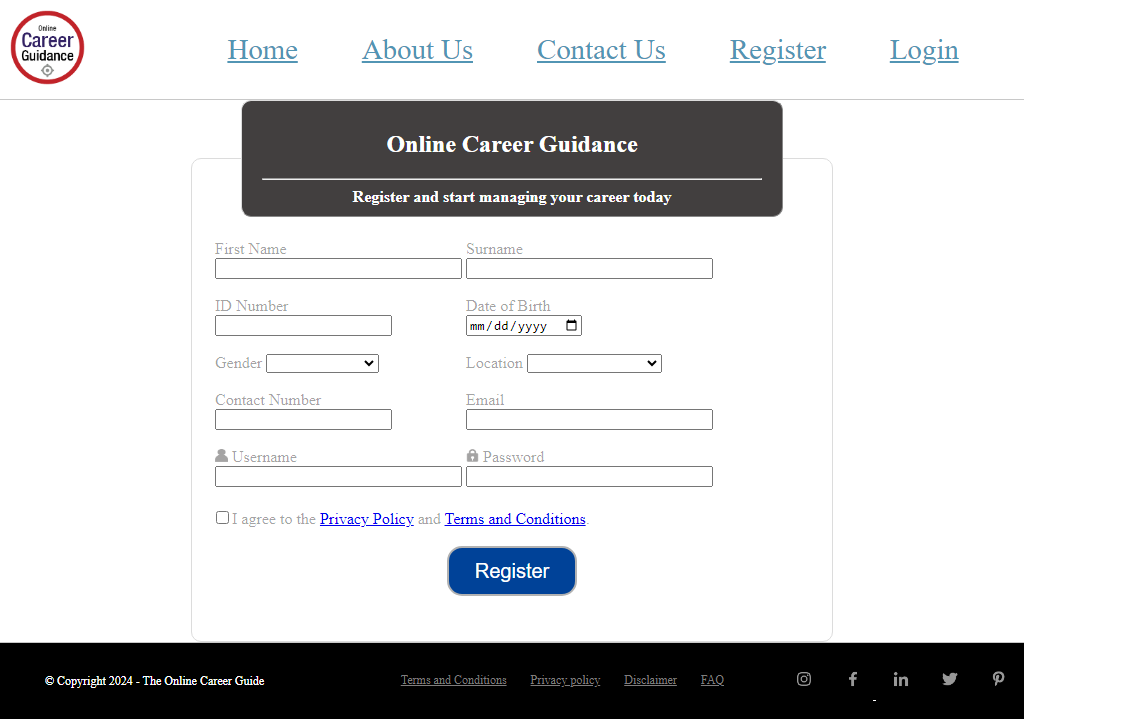 Online
Career
Guidance
Home About Us Contact Us Register Login
Online Career Guidance
Register and start managing your career today
First Name Surname
ID Number Date of Birth
mm/dd/yyyy
Gender Location
Contact Number Email
Username Password
I agree to the Privacy Policy and Terms and Conditions.
Register
© Copyright 2024 - The Online Career Guide Terms and Conditions Privacy policy Disclaimer FAQ